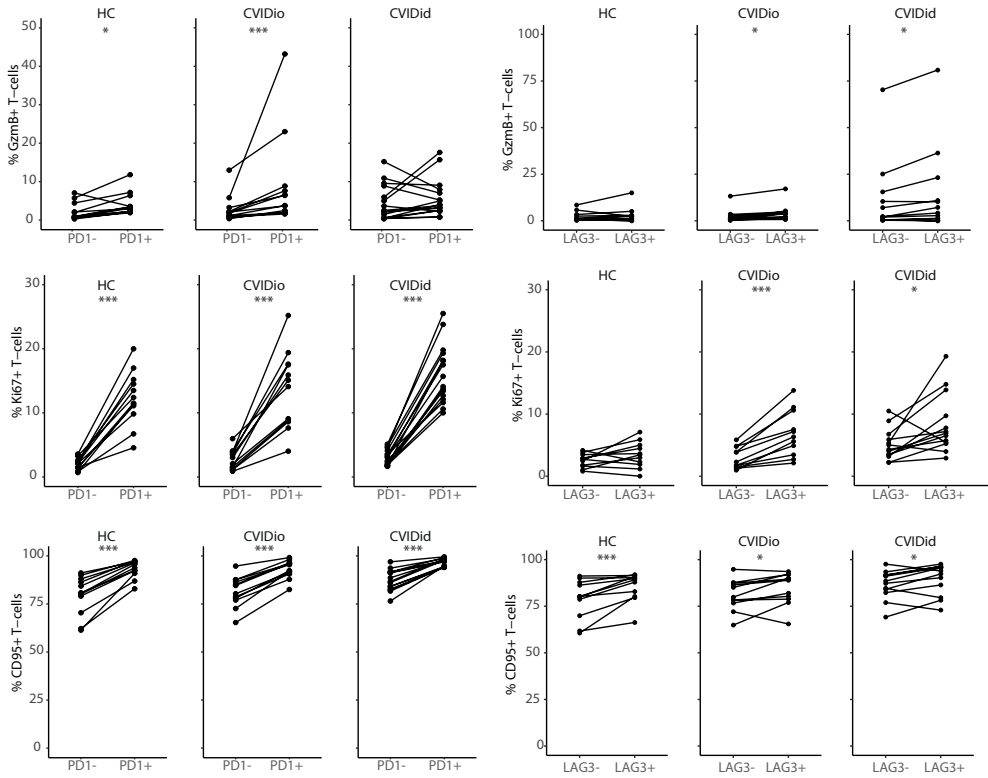 HC CVIDio CVIDid
* ***
% GzmB+ T−cells
50
40
30
20
10
0
PD1- PD1+ PD1- PD1+ PD1- PD1+
HC CVIDio CVIDid
* *
% GzmB+ T−cells
100
75
50
25
0
LAG3- LAG3+ LAG3- LAG3+ LAG3- LAG3+
HC CVIDio CVIDid
*** *** ***
% Ki67+ T−cells
30
20
10
0
PD1- PD1+ PD1- PD1+ PD1- PD1+
HC CVIDio CVIDid
*** *
% Ki67+ T−cells
30
20
10
0
LAG3- LAG3+ LAG3- LAG3+ LAG3- LAG3+
HC CVIDio CVIDid
*** *** ***
% CD95+ T−cells
100
75
50
25
0
PD1- PD1+ PD1- PD1+ PD1- PD1+
HC CVIDio CVIDid
*** * *
% CD95+ T−cells
100
75
50
25
0
LAG3- LAG3+ LAG3- LAG3+ LAG3- LAG3+